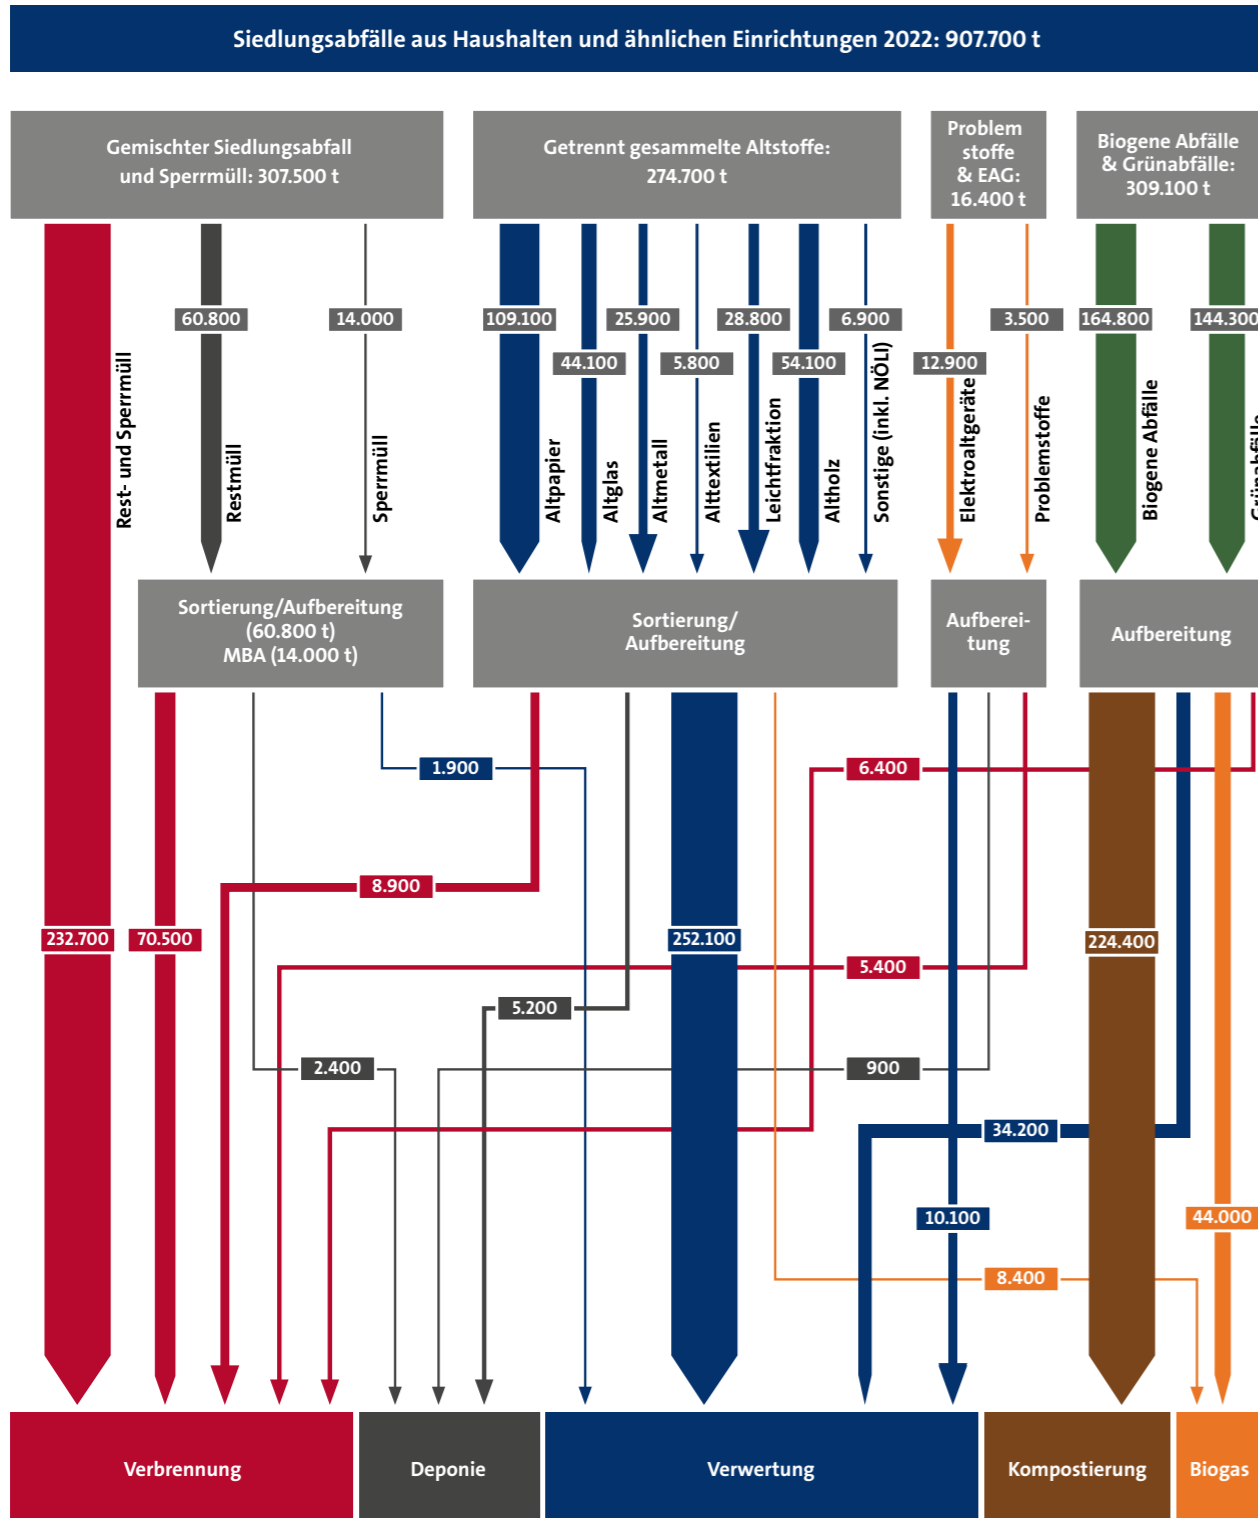 Siedlungsabfälle aus Haushalten und ähnlichen Einrichtungen 2022: 907.700 t
Gemischter Siedlungsabfall
und Sperrmüll: 307.500 t
Getrennt gesammelte Altstoffe:
274.700 t
Problem
stoffe
& EAG:
16.400 t
Biogene Abfälle
& Grünabfälle:
309.100 t
60.800
14.000
109.100
25.900
28.800
6.900
3.500
164.800
144.300
44.100
5.800
54.100
12.900
Rest- und Sperrmüll
Restmüll
Sperrmüll
Altpapier
Altglas
Altmetall
Alttextilien
Leichtfraktion
Altholz
Sonstige (inkl. NÖLI)
Elektroaltgeräte
Problemstoffe
Biogene Abfälle
Grünabfälle
Sortierung/Aufbereitung
(60.800 t)
MBA (14.000 t)
Sortierung/
Aufbereitung
Aufberei-
tung
Aufbereitung
1.900
6.400
8.900
232.700
70.500
252.100
224.400
5.400
5.200
2.400
900
34.200
10.100
44.000
8.400
Verbrennung
Deponie
Verwertung
Kompostierung
Biogas